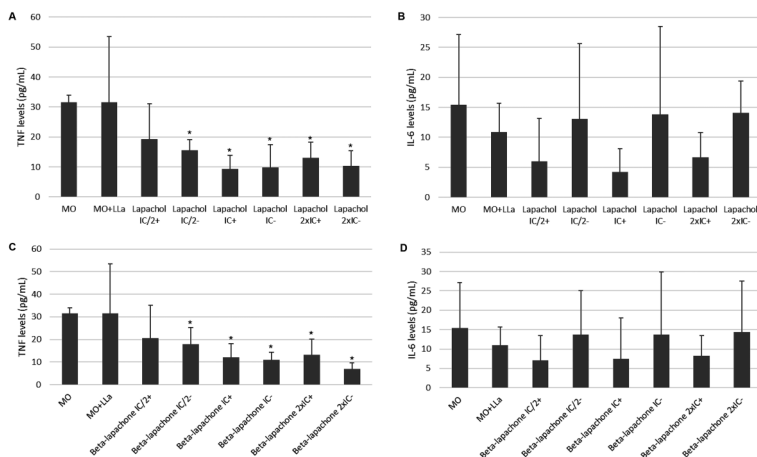 A
TNF levels (pg/mL)
60
50
40
30
20
10
0
MO
MO+LLa
Lapachol
IC/2+
Lapachol
IC/2-
Lapachol
IC+
Lapachol
IC-
Lapachol
2xIC+
Lapachol
2xIC-
*
*
*
*
*
B
IL-6 levels (pg/mL)
30
25
20
15
10
5
0
MO
MO+LLa
Lapachol
IC/2+
Lapachol
IC/2-
Lapachol
IC+
Lapachol
IC-
Lapachol
2xIC+
Lapachol
2xIC-
C
TNF levels (pg/mL)
60
50
40
30
20
10
0
*
*
*
*
*
MO
MO+LLa
Beta-lapachone IC/2+
Beta-lapachone IC/2-
Beta-lapachone IC+
Beta-lapachone IC-
Beta-lapachone 2xIC+
Beta-lapachone 2xIC-
D
IL-6 levels (pg/mL)
35
30
25
20
15
10
5
0
MO
MO+LLa
Beta-lapachone IC/2+
Beta-lapachone IC/2-
Beta-lapachone IC+
Beta-lapachone IC-
Beta-lapachone 2xIC+
Beta-lapachone 2xIC-